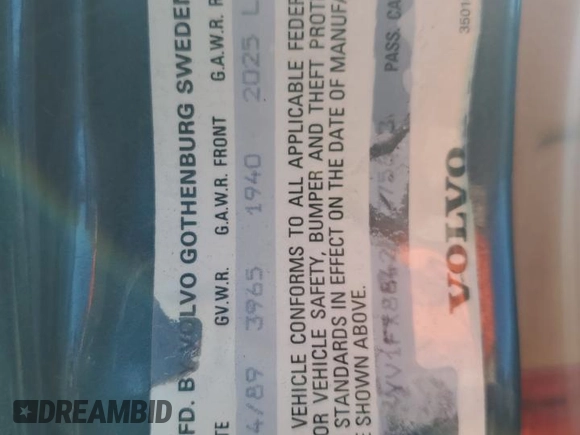 FD. BY VOLVO GOTHENBURG SWEDEN
TE GV.W.R. G.A.W.R. FRONT G.A.W.R. R
4/89 3965 1940 2025 L
VEHICLE CONFORMS TO ALL APPLICABLE FEDER
OR VEHICLE SAFETY, BUMPER AND THEFT PROT
STANDARDS IN EFFECT ON THE DATE OF MANUFA
E SHOWN ABOVE.
PASS. CA
VOLVO
3501
DREAMBID